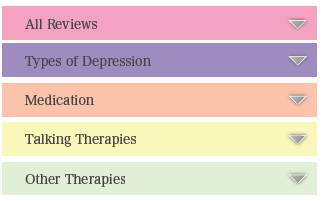 All Reviews
Types of Depression
Medication
Talking Therapies
Other Therapies